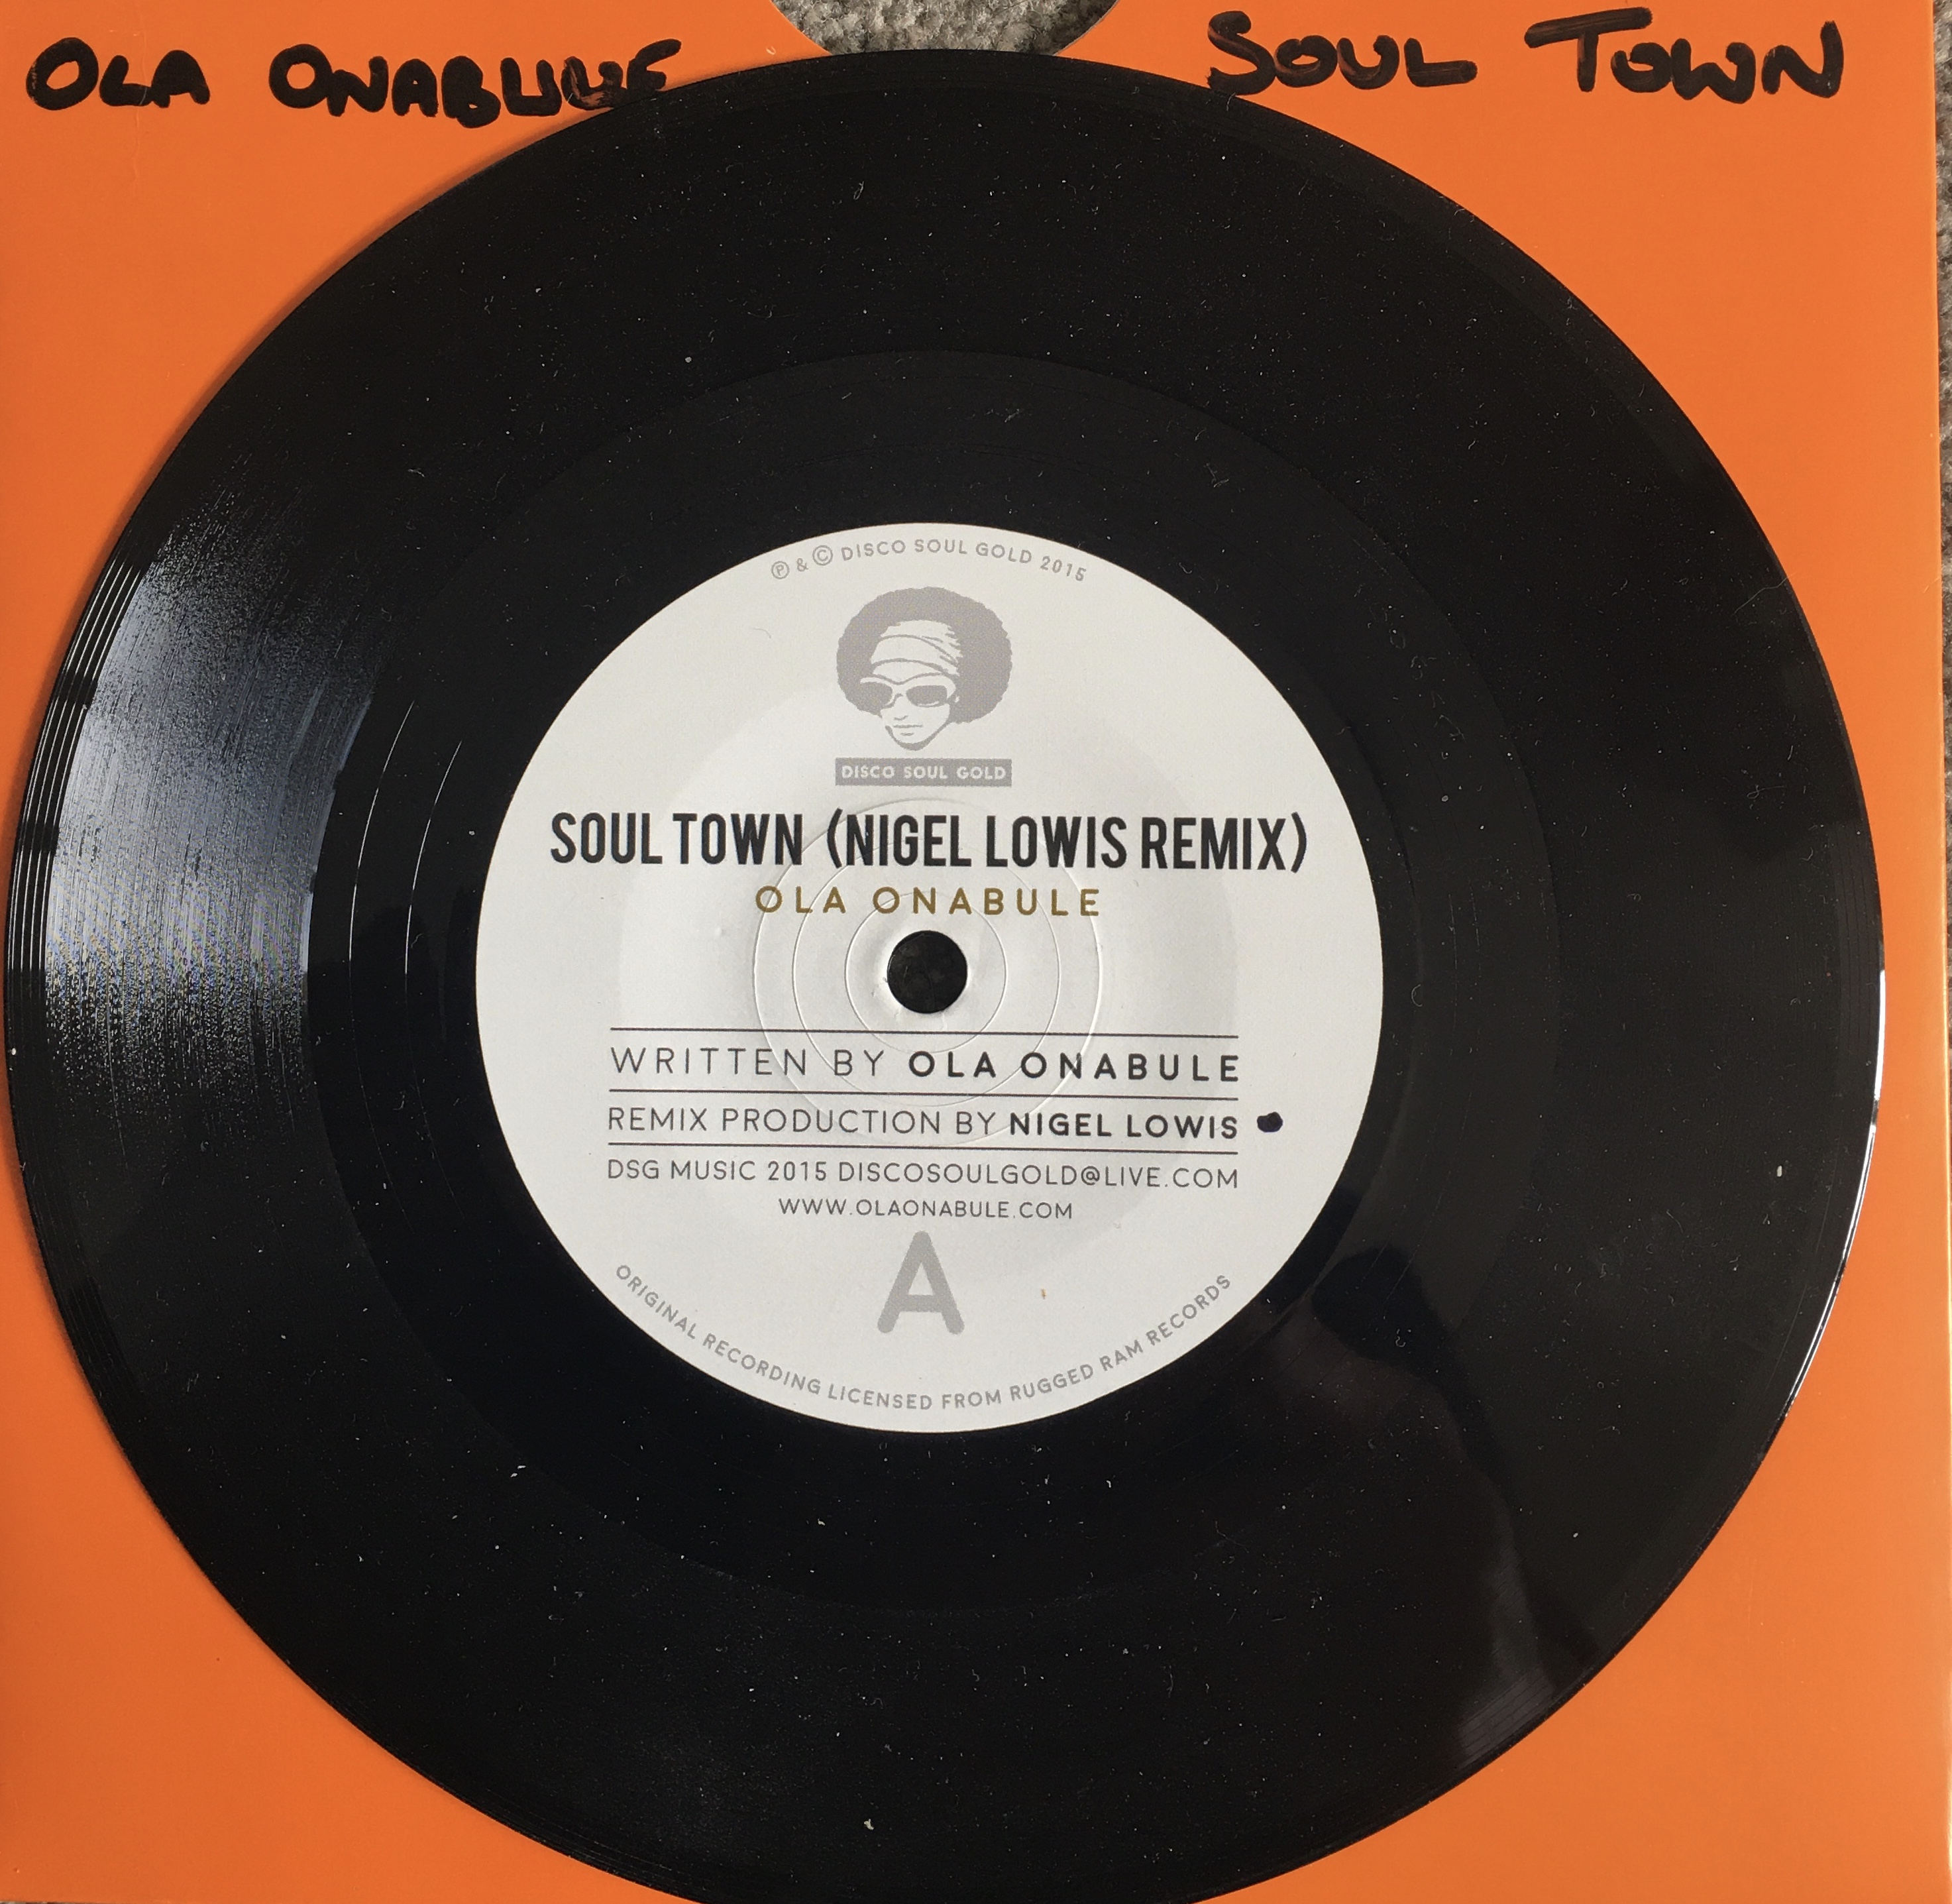 OLA ONABULE SOUL TOWN
℗ & © DISCO SOUL GOLD 2015
DISCO SOUL GOLD
SOUL TOWN (NIGEL LOWIS REMIX)
OLA ONABULE
WRITTEN BY OLA ONABULE
REMIX PRODUCTION BY NIGEL LOWIS
DSG MUSIC 2015 DISCOSOULGOLD@LIVE.COM
WWW.OLAONABULE.COM
A
ORIGINAL RECORDING LICENSED FROM RUGGED RAM RECORDS